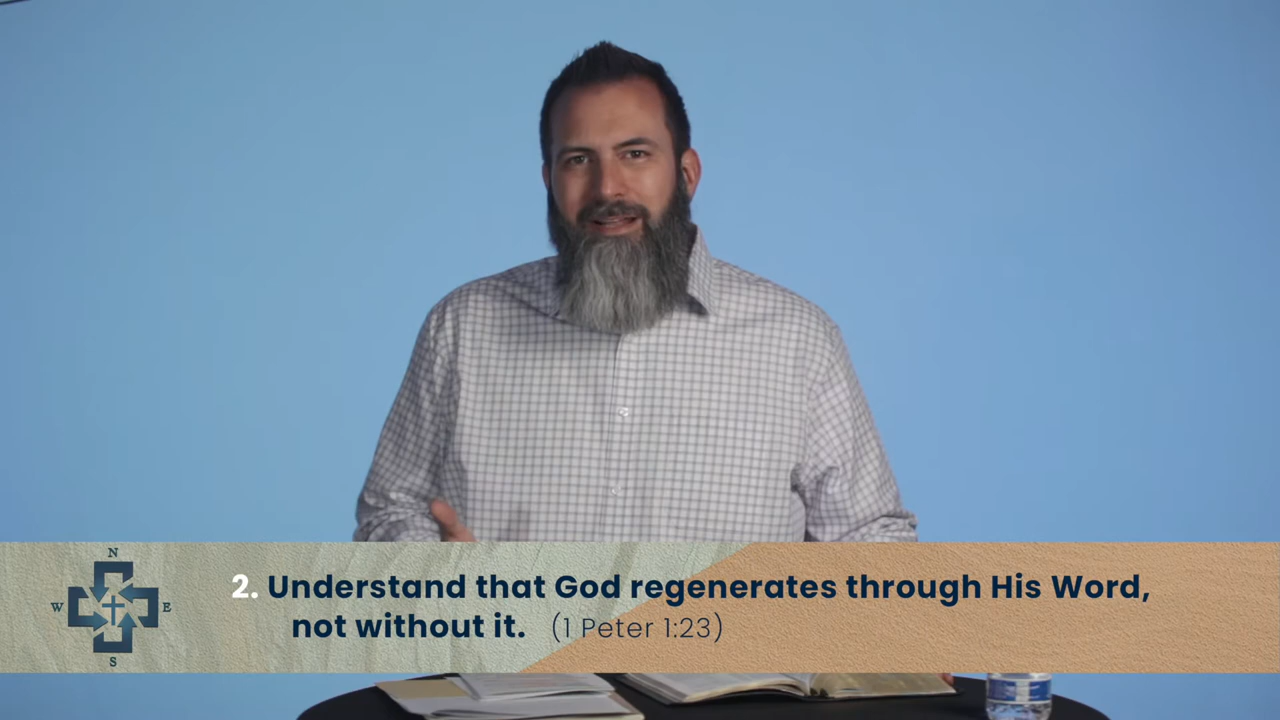 N
W E
S
2. Understand that God regenerates through His Word,
not without it. (1 Peter 1:23)